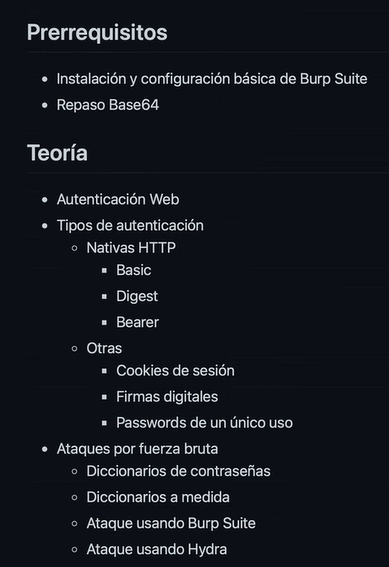 Prerrequisitos
Instalación y configuración básica de Burp Suite
Repaso Base64
Teoría
Autenticación Web
Tipos de autenticación
Nativas HTTP
Basic
Digest
Bearer
Otras
Cookies de sesión
Firmas digitales
Passwords de un único uso
Ataques por fuerza bruta
Diccionarios de contraseñas
Diccionarios a medida
Ataque usando Burp Suite
Ataque usando Hydra